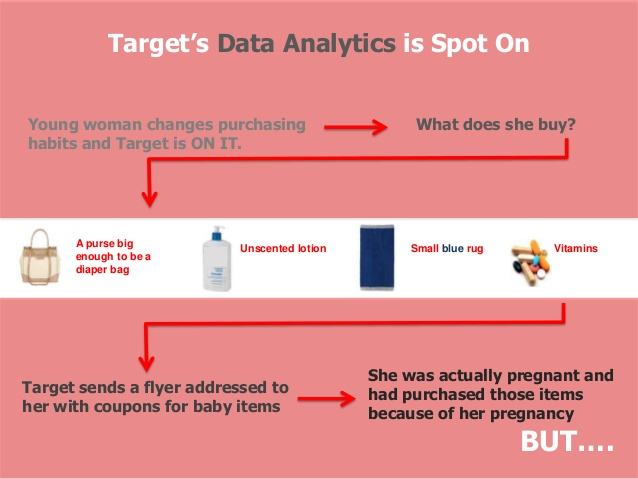 Target’s Data Analytics is Spot On
Young woman changes purchasing
habits and Target is ON IT.
What does she buy?
A purse big
enough to be a
diaper bag
Unscented lotion
Small blue rug
Vitamins
Target sends a flyer addressed to
her with coupons for baby items
She was actually pregnant and
had purchased those items
because of her pregnancy
BUT….